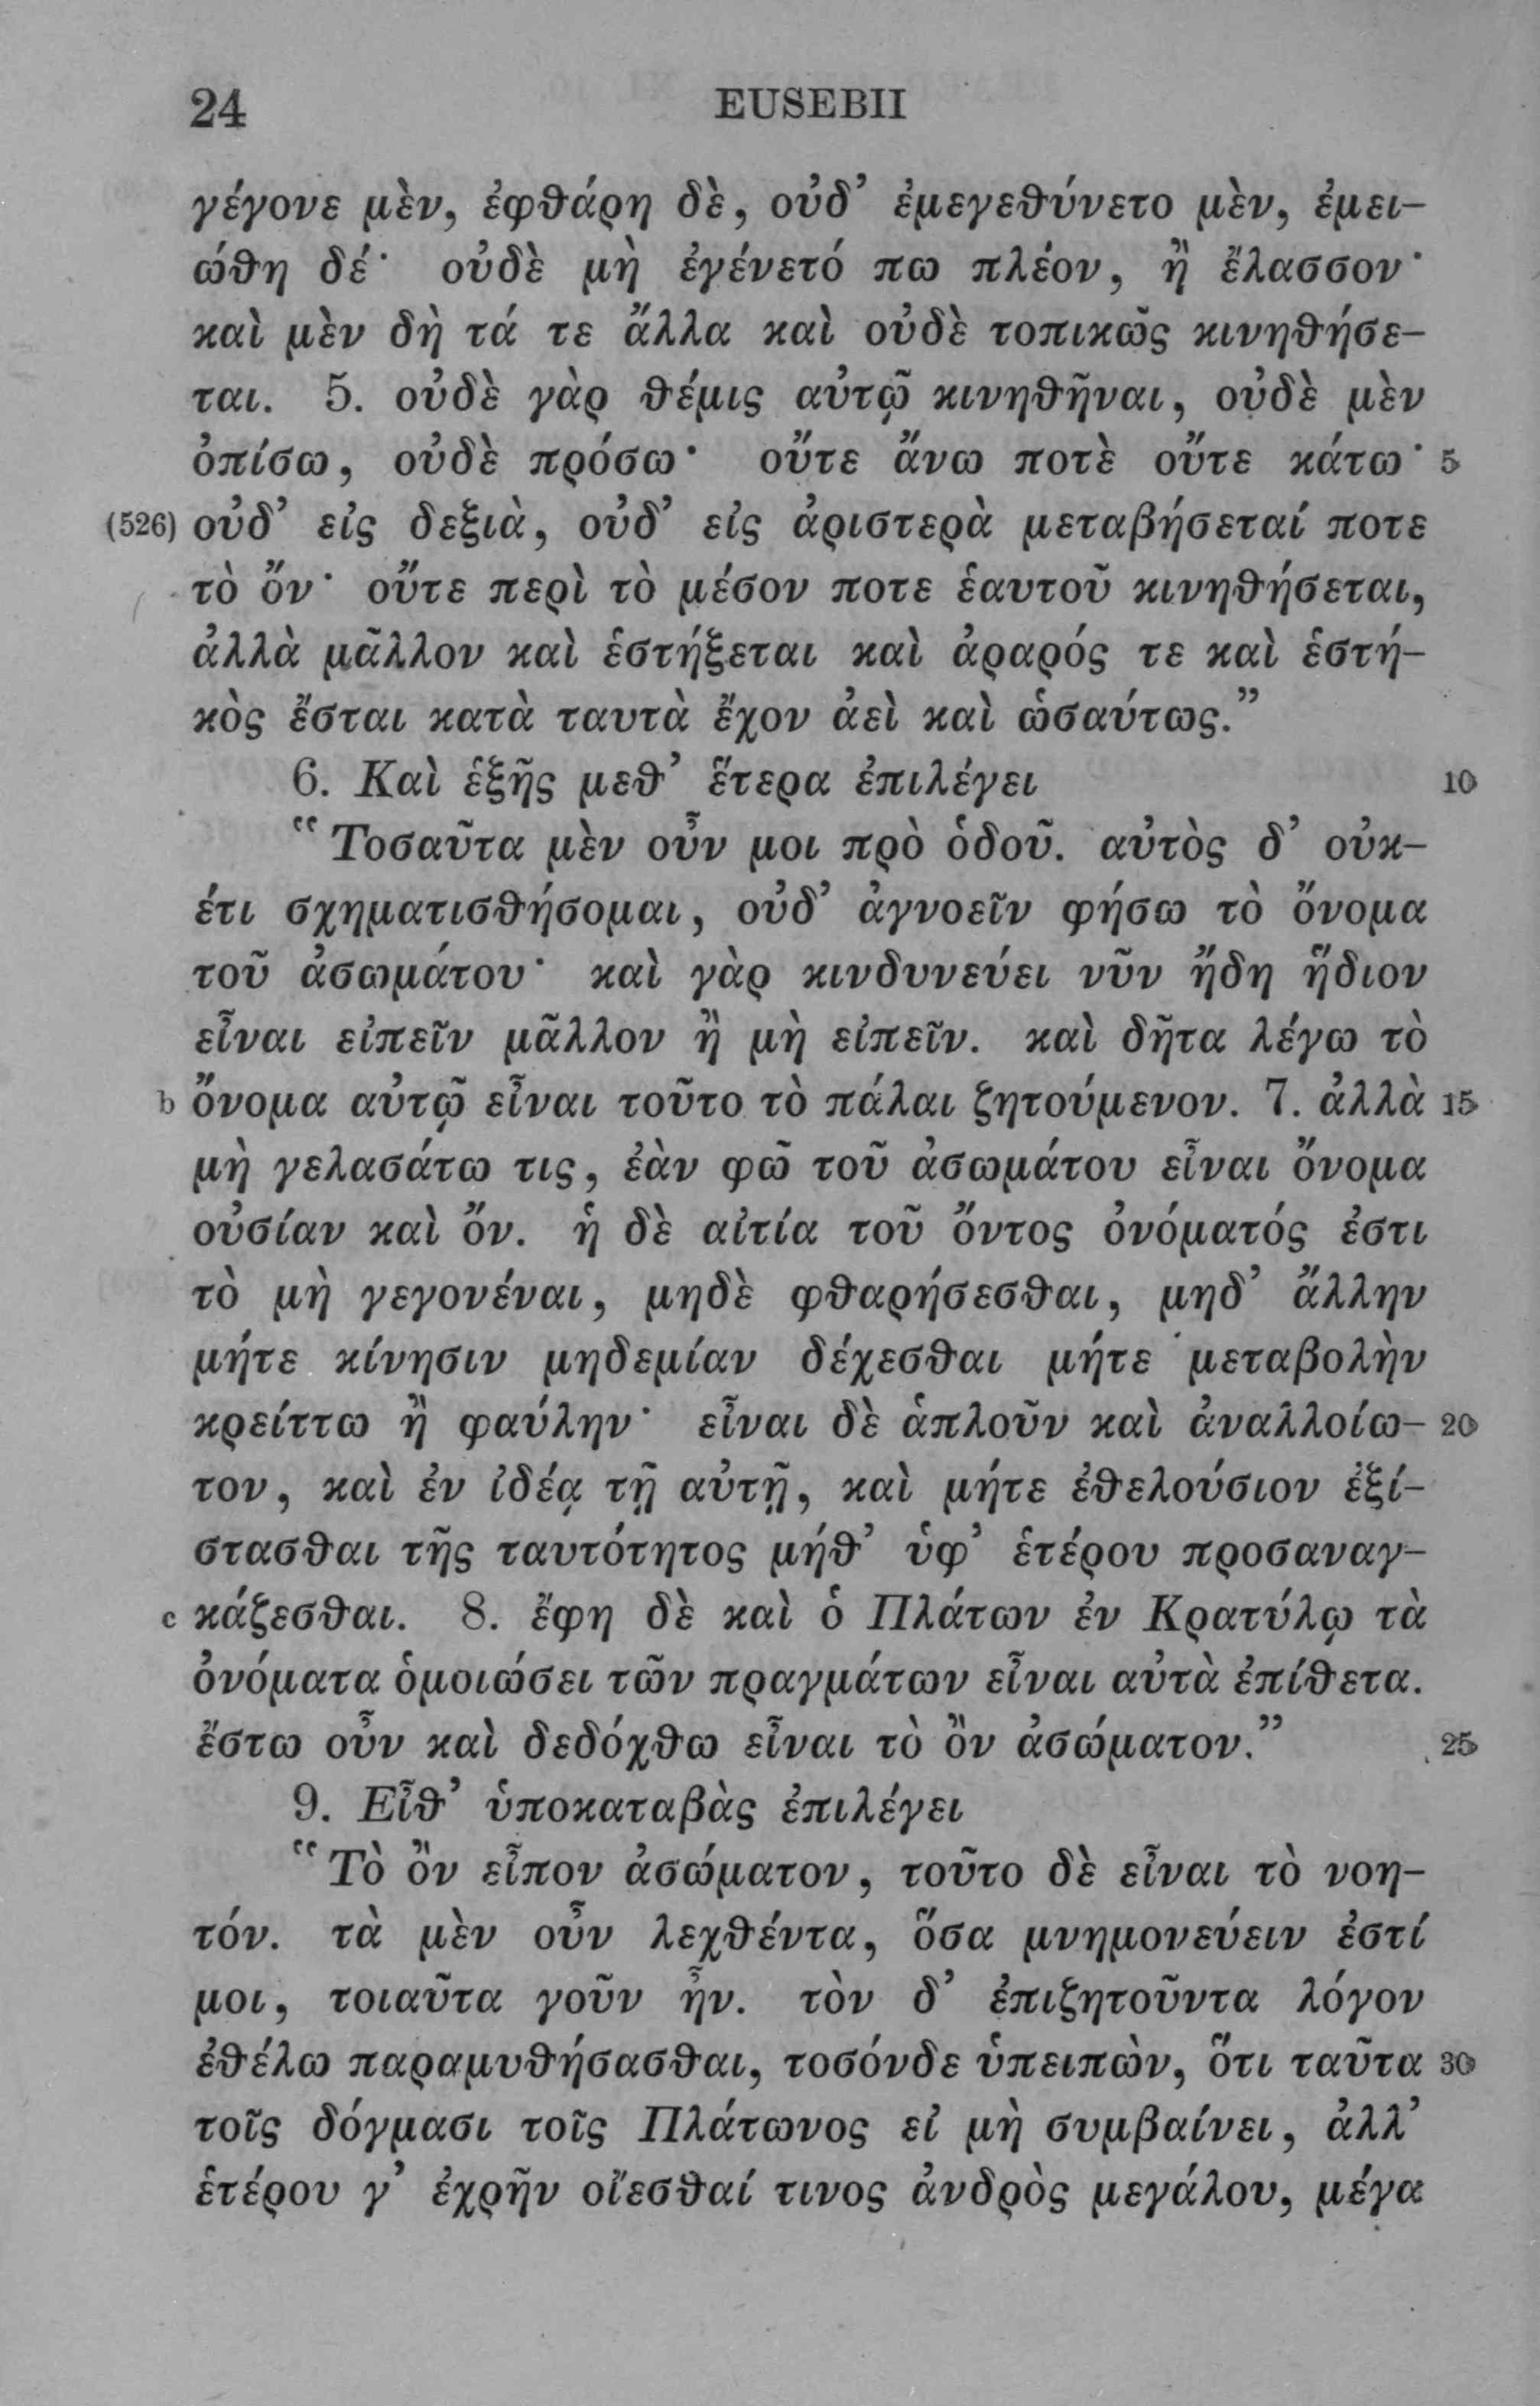 24 EUSEBII
γέγονε μὲν, ἐφθάρη δὲ, οὐδ’ ἐμεγεθύνετο μὲν, ἐμει-
ώθη δέ· οὐδὲ μὴ ἐγένετό πω πλέον, ἢ ἔλασσον·
καὶ μὲν δὴ τά τε ἄλλα καὶ οὐδὲ τοπικῶς κινηθήσε-
ται. 5. οὐδὲ γὰρ θέμις αὐτῷ κινηθῆναι, οὐδὲ μὲν
ὀπίσω, οὐδὲ πρόσω· οὔτε ἄνω ποτὲ οὔτε κάτω· 5
(526) οὐδ’ εἰς δεξιὰ, οὐδ’ εἰς ἀριστερὰ μεταβήσεταί ποτε
τὸ ὄν· οὔτε περὶ τὸ μέσον ποτε ἑαυτοῦ κινηθήσεται,
ἀλλὰ μᾶλλον καὶ ἑστήξεται καὶ ἀραρός τε καὶ ἑστή-
κὸς ἔσται κατὰ ταυτὰ ἔχον ἀεὶ καὶ ὡσαύτως.”
6. Καὶ ἑξῆς μεθ’ ἕτερα ἐπιλέγει 10
“Τοσαῦτα μὲν οὖν μοι πρὸ ὁδοῦ. αὐτὸς δ’ οὐκ-
έτι σχηματισθήσομαι, οὐδ’ ἀγνοεῖν φήσω τὸ ὄνομα
τοῦ ἀσωμάτου· καὶ γὰρ κινδυνεύει νῦν ἤδη ἥδιον
εἶναι εἰπεῖν μᾶλλον ἢ μὴ εἰπεῖν. καὶ δῆτα λέγω τὸ
b ὄνομα αὐτῷ εἶναι τοῦτο τὸ πάλαι ζητούμενον. 7. ἀλλὰ 15
μὴ γελασάτω τις, ἐὰν φῶ τοῦ ἀσωμάτου εἶναι ὄνομα
οὐσίαν καὶ ὄν. ἡ δὲ αἰτία τοῦ ὄντος ὀνόματός ἐστι
τὸ μὴ γεγονέναι, μηδὲ φθαρήσεσθαι, μηδ’ ἄλλην
μήτε κίνησιν μηδεμίαν δέχεσθαι μήτε μεταβολὴν
κρείττω ἢ φαύλην· εἶναι δὲ ἁπλοῦν καὶ ἀναλλοίω- 20
τον, καὶ ἐν ἰδέᾳ τῇ αὐτῇ, καὶ μήτε ἐθελούσιον ἐξί-
στασθαι τῆς ταυτότητος μήθ’ ὑφ’ ἑτέρου προσαναγ-
c κάζεσθαι. 8. ἔφη δὲ καὶ ὁ Πλάτων ἐν Κρατύλῳ τὰ
ὀνόματα ὁμοιώσει τῶν πραγμάτων εἶναι αὐτὰ ἐπίθετα.
ἔστω οὖν καὶ δεδόχθω εἶναι τὸ ὂν ἀσώματον.” 25
9. Εἶθ’ ὑποκαταβὰς ἐπιλέγει
“Τὸ ὂν εἶπον ἀσώματον, τοῦτο δὲ εἶναι τὸ νοη-
τόν. τὰ μὲν οὖν λεχθέντα, ὅσα μνημονεύειν ἐστί
μοι, τοιαῦτα γοῦν ἦν. τὸν δ’ ἐπιζητοῦντα λόγον
ἐθέλω παραμυθήσασθαι, τοσόνδε ὑπειπὼν, ὅτι ταῦτα 30
τοῖς δόγμασι τοῖς Πλάτωνος εἰ μὴ συμβαίνει, ἀλλ’
ἑτέρου γ’ ἐχρῆν οἴεσθαί τινος ἀνδρὸς μεγάλου, μέγα